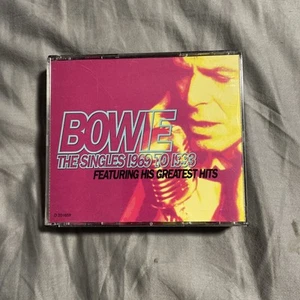 BOWIE
THE SINGLES 1969 TO 1993
FEATURING HIS GREATEST HITS